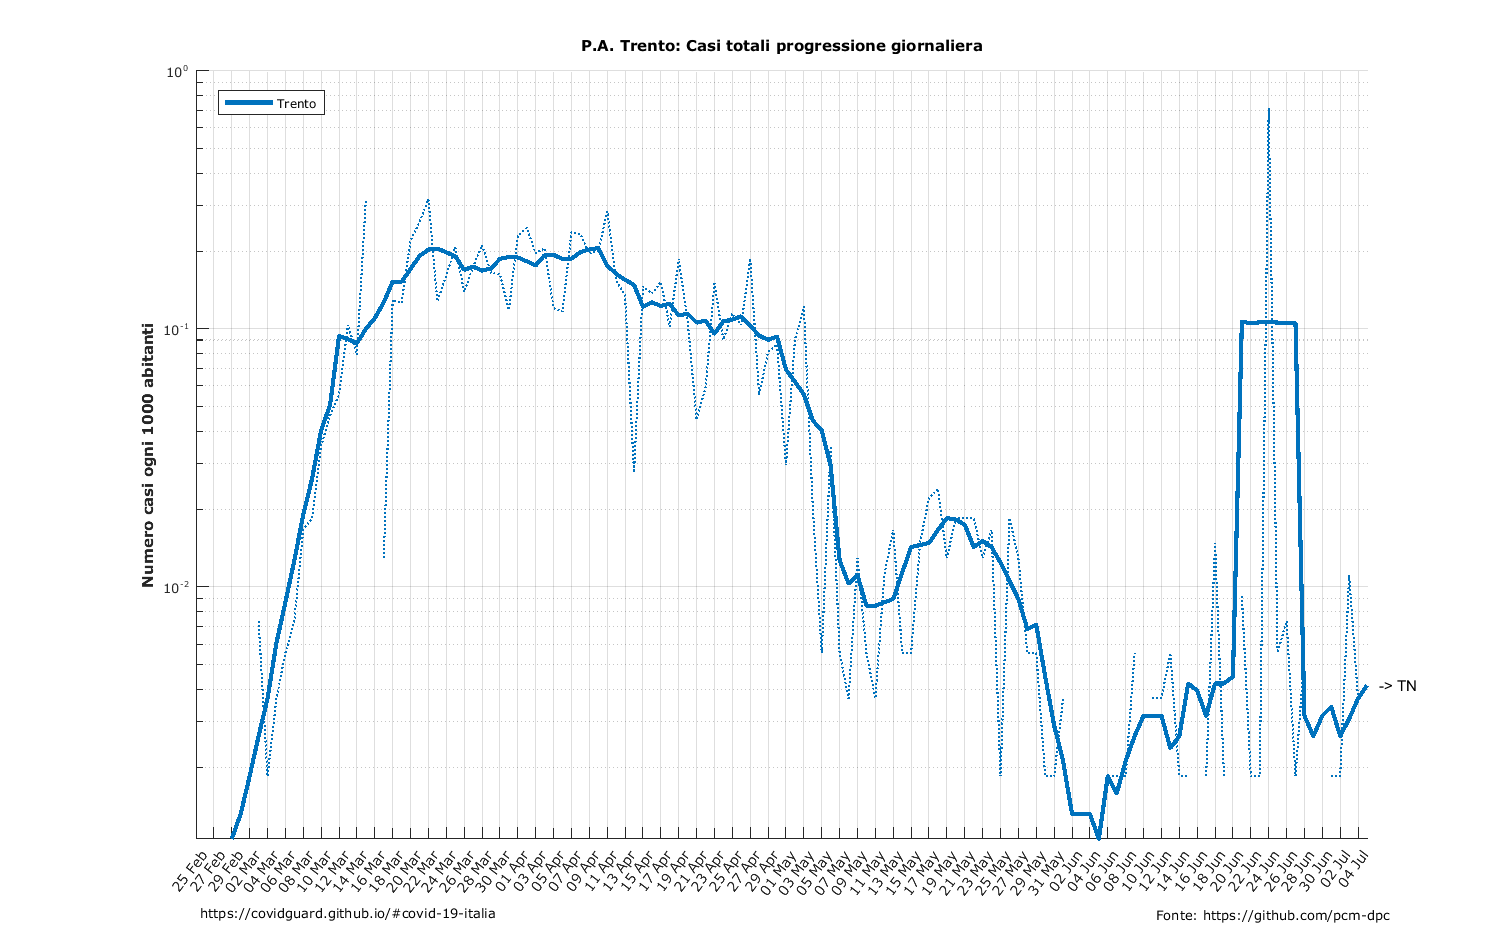 P.A. Trento: Casi totali progressione giornaliera
10⁰
10⁻¹
10⁻²
Numero casi ogni 1000 abitanti
Trento
-> TN
25 Feb
27 Feb
29 Feb
02 Mar
04 Mar
06 Mar
08 Mar
10 Mar
12 Mar
14 Mar
16 Mar
18 Mar
20 Mar
22 Mar
24 Mar
26 Mar
28 Mar
30 Mar
01 Apr
03 Apr
05 Apr
07 Apr
09 Apr
11 Apr
13 Apr
15 Apr
17 Apr
19 Apr
21 Apr
23 Apr
25 Apr
27 Apr
29 Apr
01 May
03 May
05 May
07 May
09 May
11 May
13 May
15 May
17 May
19 May
21 May
23 May
25 May
27 May
29 May
31 May
02 Jun
04 Jun
06 Jun
08 Jun
10 Jun
12 Jun
14 Jun
16 Jun
18 Jun
20 Jun
22 Jun
24 Jun
26 Jun
28 Jun
30 Jun
02 Jul
04 Jul
https://covidguard.github.io/#covid-19-italia
Fonte: https://github.com/pcm-dpc